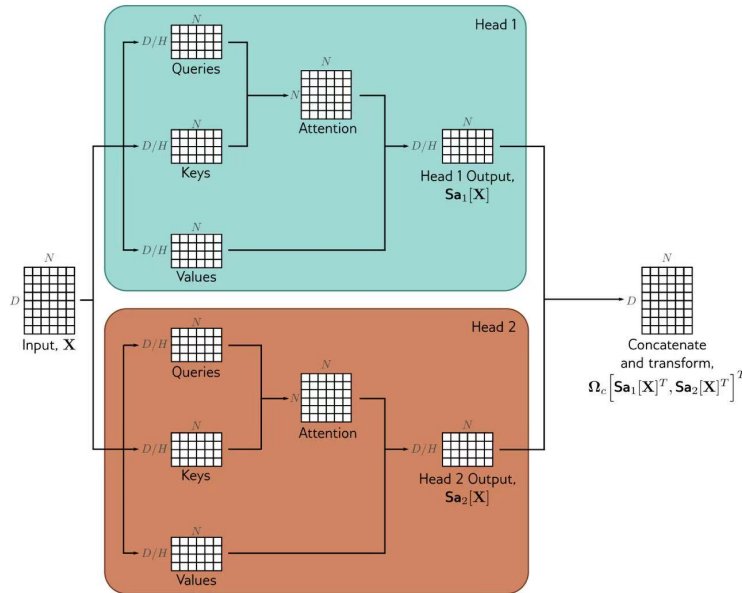 N
D
Input, X
Head 1
N
D/H
Queries
D/H
Keys
N
D/H
Values
N
N
Attention
N
D/H
Head 1 Output,
Sa₁[X]
Head 2
N
D/H
Queries
N
D/H
Keys
N
D/H
Values
N
N
Attention
N
D/H
Head 2 Output,
Sa₂[X]
N
D
Concatenate
and transform,
Ω_c[Sa₁[X]ᵀ, Sa₂[X]ᵀ]ᵀ